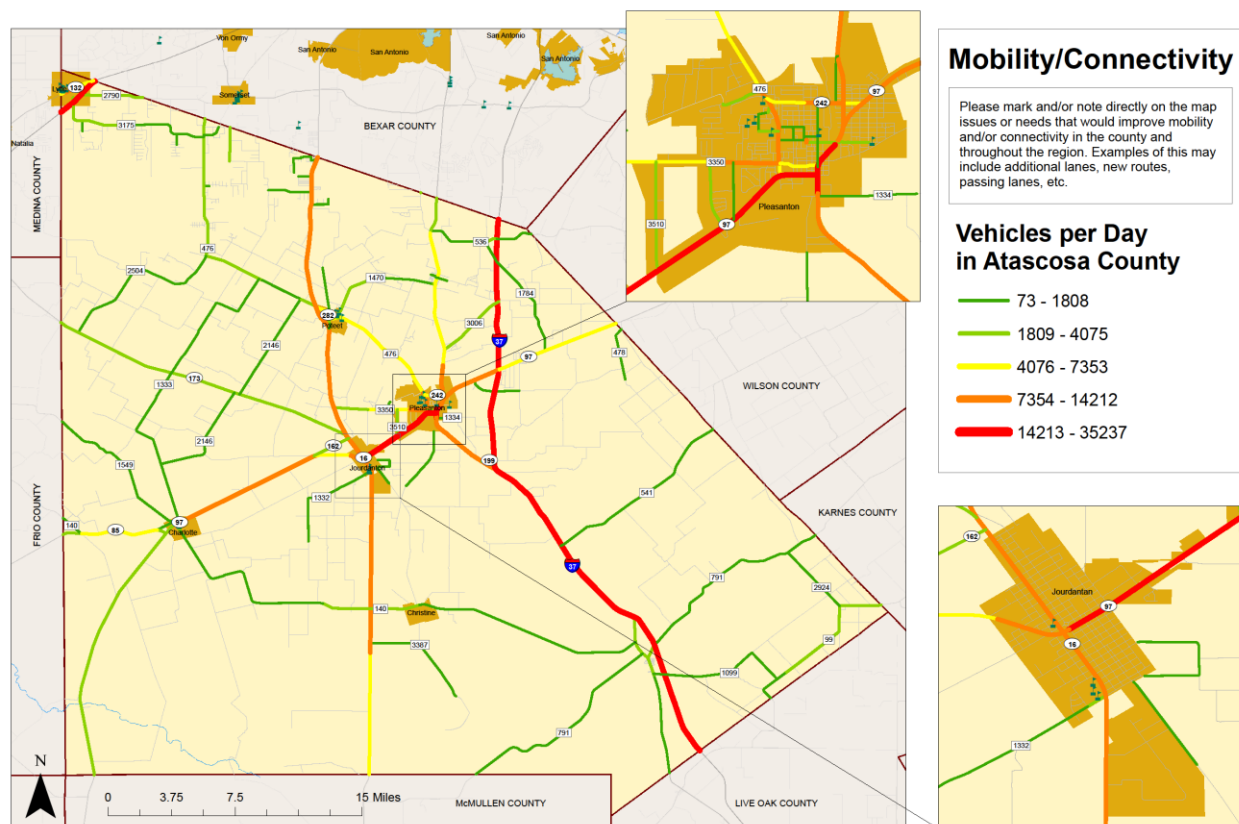 Mobility/Connectivity
Please mark and/or note directly on the map
issues or needs that would improve mobility
and/or connectivity in the county and
throughout the region. Examples of this may
include additional lanes, new routes,
passing lanes, etc.
Vehicles per Day
in Atascosa County
73 - 1808
1809 - 4075
4076 - 7353
7354 - 14212
14213 - 35237
Von Ormy
San Antonio
San Antonio
San Antonio
San Antonio
Somerset
132
2790
3175
Natalia
BEXAR COUNTY
MEDINA COUNTY
476
536
2504
1470
1784
282
Poteet
3006
37
2146
476
97
478
173
WILSON COUNTY
1333
242
Pleasanton
3350
1334
3510
2146
162
16
199
Jourdanton
1549
1332
541
FRIO COUNTY
97
140
85
Charlotte
KARNES COUNTY
37
791
2924
140
Christine
99
3387
1099
791
N
0
3.75
7.5
15 Miles
McMULLEN COUNTY
LIVE OAK COUNTY
476
242
97
3350
1334
Pleasanton
3510
97
162
Jourdantan
97
16
1332